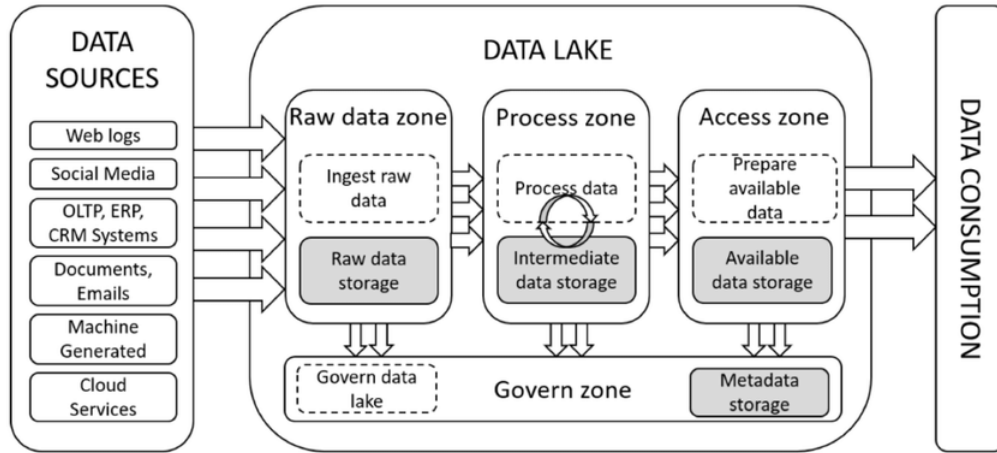 DATA
SOURCES
Web logs
Social Media
OLTP, ERP,
CRM Systems
Documents,
Emails
Machine
Generated
Cloud
Services
DATA LAKE
Raw data zone
Ingest raw
data
Raw data
storage
Process zone
Process data
Intermediate
data storage
Access zone
Prepare
available
data
Available
data storage
Govern data
lake
Govern zone
Metadata
storage
DATA CONSUMPTION